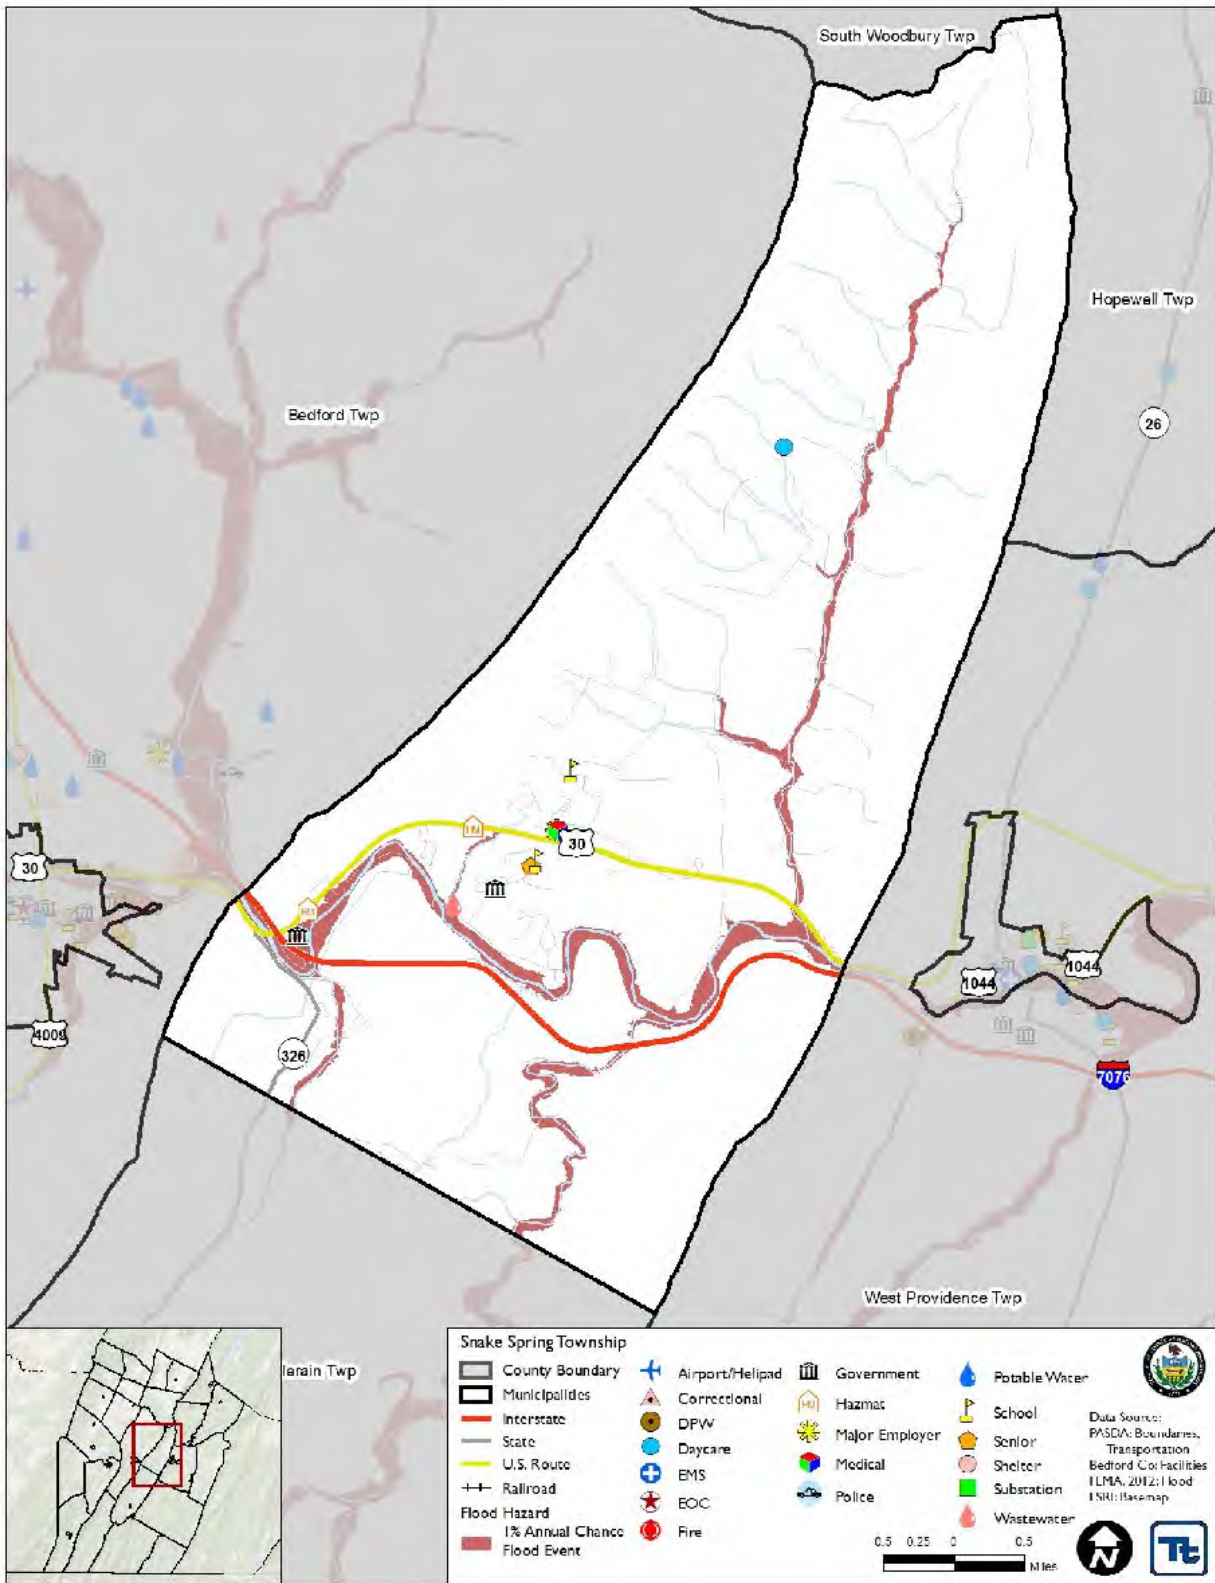 South Woodbury Twp
Hopewell Twp
26
Bedford Twp
HM
30
30
HM
1044
1044
4009
326
7076
West Providence Twp
lerain Twp
Snake Spring Township
County Boundary
Municipalities
Interstate
State
U.S. Route
Railroad
Flood Hazard
1% Annual Chance
Flood Event
Airport/Helipad
Correctional
DPW
Daycare
EMS
EOC
Fire
Government
Hazmat
Major Employer
Medical
Police
Potable Water
School
Senior
Shelter
Substation
Wastewater
Data Source:
PASDA: Boundaries,
Transportation
Bedford Co: Facilities
FEMA, 2012: Flood
ESRI: Basemap
0.5 0.25 0 0.5
Miles
N
Tt